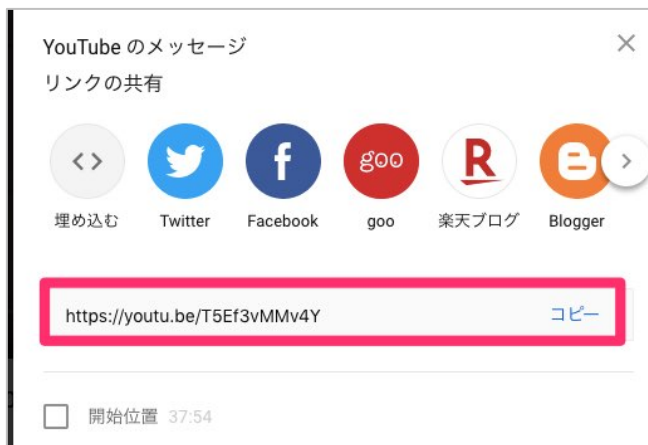 YouTube のメッセージ
リンクの共有
<>
f
goo
R
B
>
埋め込む
Twitter
Facebook
goo
楽天ブログ
Blogger
https://youtu.be/T5Ef3vMMv4Y
コピー
開始位置 37:54